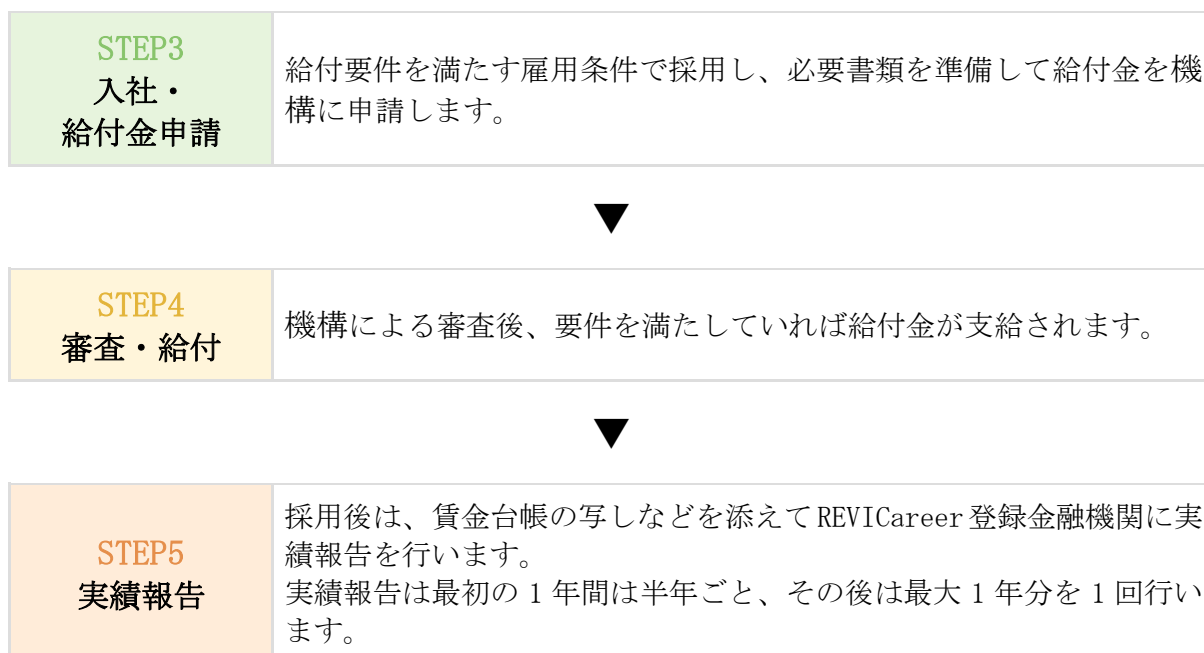 STEP3
入社・
給付金申請
給付要件を満たす雇用条件で採用し、必要書類を準備して給付金を機
構に申請します。
▼
STEP4
審査・給付
機構による審査後、要件を満たしていれば給付金が支給されます。
▼
STEP5
実績報告
採用後は、賃金台帳の写しなどを添えてREVICareer登録金融機関に実
績報告を行います。
実績報告は最初の1年間は半年ごと、その後は最大1年分を1回行い
ます。